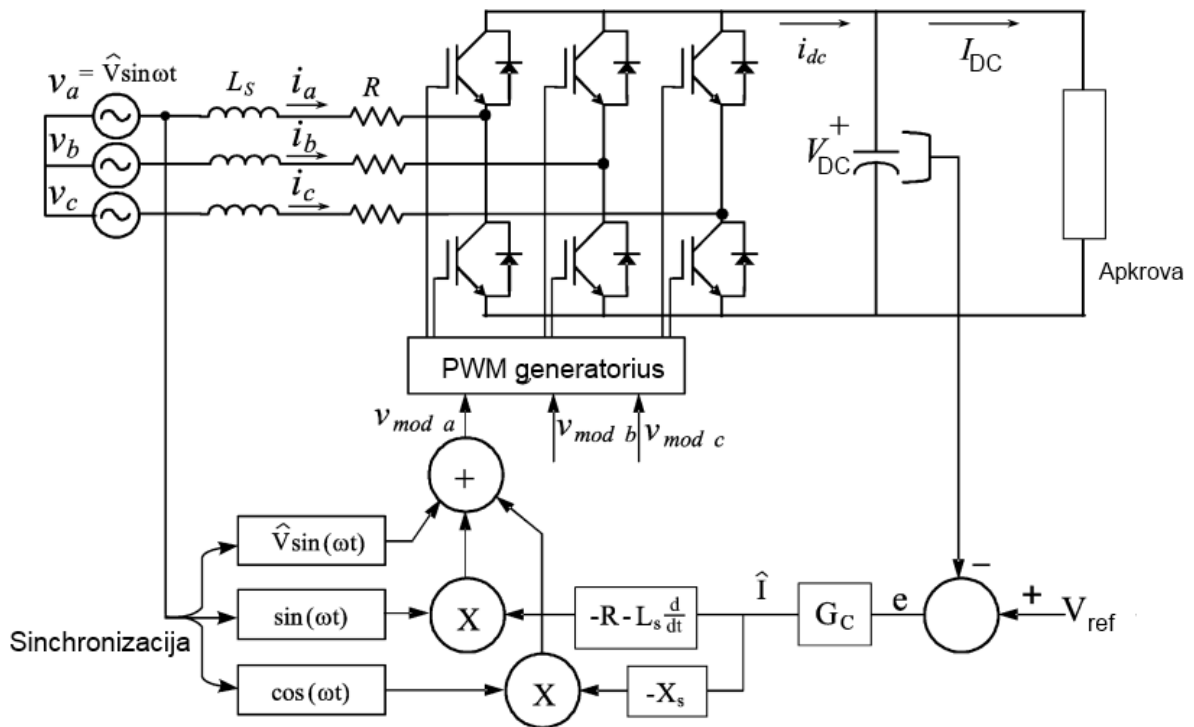 v_a = V̂sinωt
L_S
i_a
R
i_dc
I_DC
v_b
i_b
+
V_DC
v_c
i_c
Apkrova
PWM generatorius
v_mod a
v_mod b
v_mod c
+
V̂sin(ωt)
−
sin(ωt)
X
-R - L_s d/dt
Î
G_C
e
+
V_ref
Sinchronizacija
cos(ωt)
X
-X_s